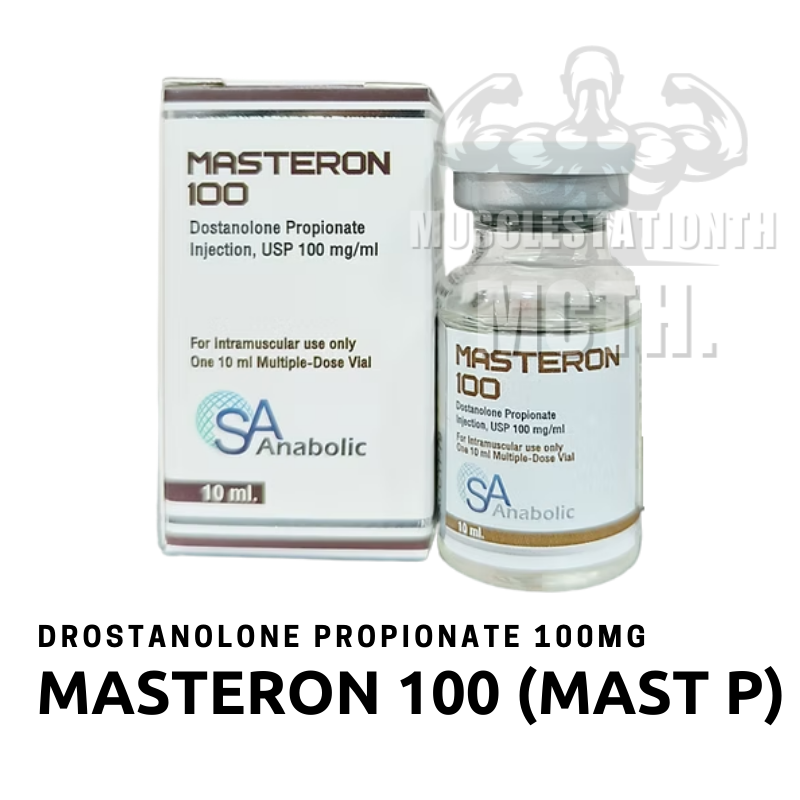 MASTERON
100
Dostanolone Propionate
Injection, USP 100 mg/ml
For Intramuscular use only
One 10 ml Multiple-Dose Vial
SA
Anabolic
10 ml.
MUSCLESTATIONTH
MCTH.
MASTERON
100
Dostanolone Propionate
Injection, USP 100 mg/ml
For Intramuscular use only
One 10 ml Multiple-Dose Vial
SA
Anabolic
10 ml.
DROSTANOLONE PROPIONATE 100MG
MASTERON 100 (MAST P)